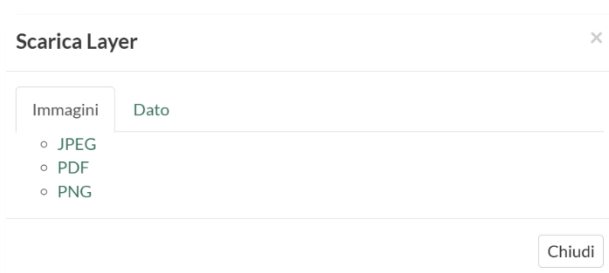 Scarica Layer ×
Immagini Dato
JPEG
PDF
PNG
Chiudi